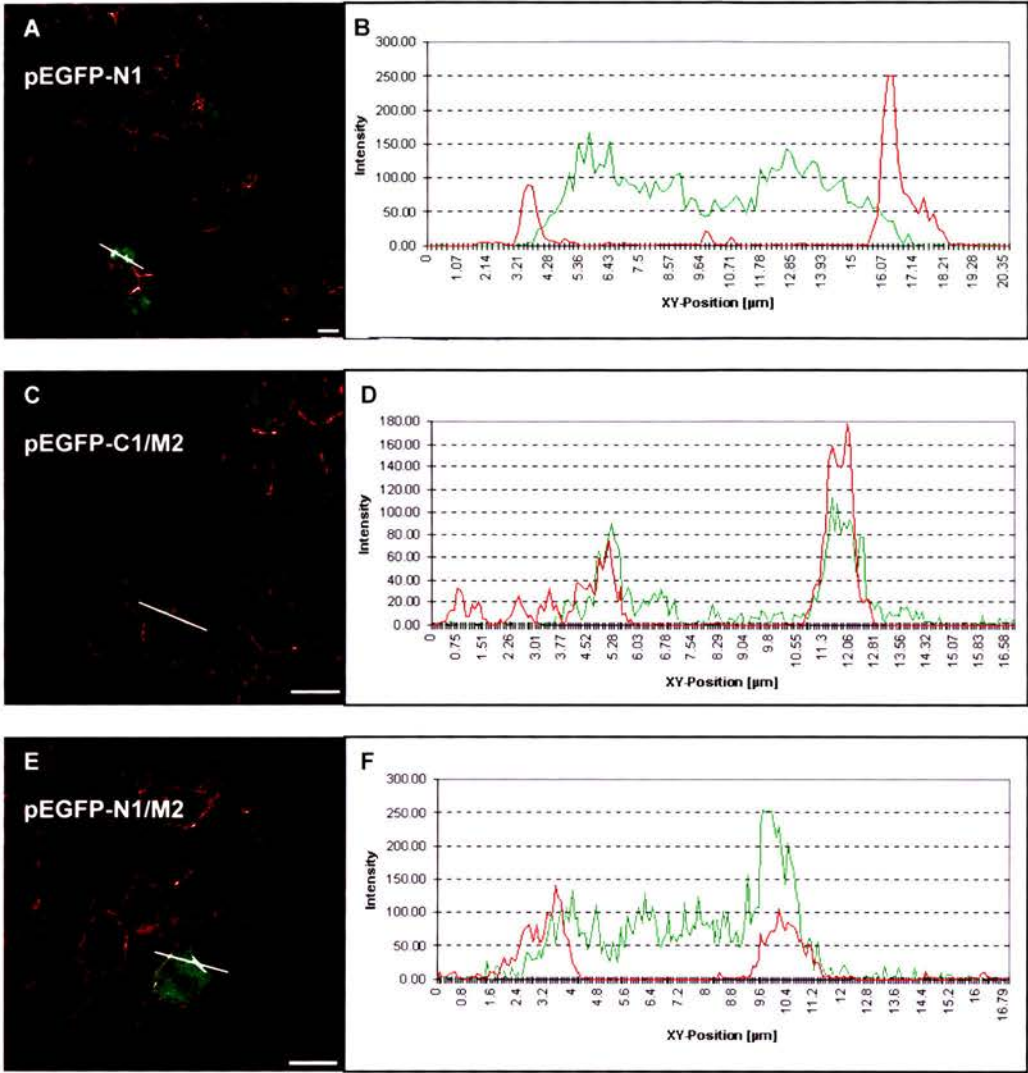 A
pEGFP-N1
B
300.00
250.00
200.00
150.00
100.00
50.00
0.00
Intensity
0 1.07 2.14 3.21 4.28 5.36 6.43 7.5 8.57 9.64 10.71 11.78 12.85 13.93 15 16.07 17.14 18.21 19.28 20.35
XY-Position [µm]
C
pEGFP-C1/M2
D
180.00
160.00
140.00
120.00
100.00
80.00
60.00
40.00
20.00
0.00
Intensity
0 0.75 1.51 2.26 3.01 3.77 4.52 5.28 6.03 6.78 7.54 8.29 9.04 9.8 10.55 11.3 12.06 12.81 13.56 14.32 15.07 15.83 16.58
XY-Position [µm]
E
pEGFP-N1/M2
F
300.00
250.00
200.00
150.00
100.00
50.00
0.00
Intensity
0 0.8 1.6 2.4 3.2 4 4.8 5.6 6.4 7.2 8 8.8 9.6 10.4 11.2 12 12.8 13.6 14.4 15.2 16 16.79
XY-Position [µm]